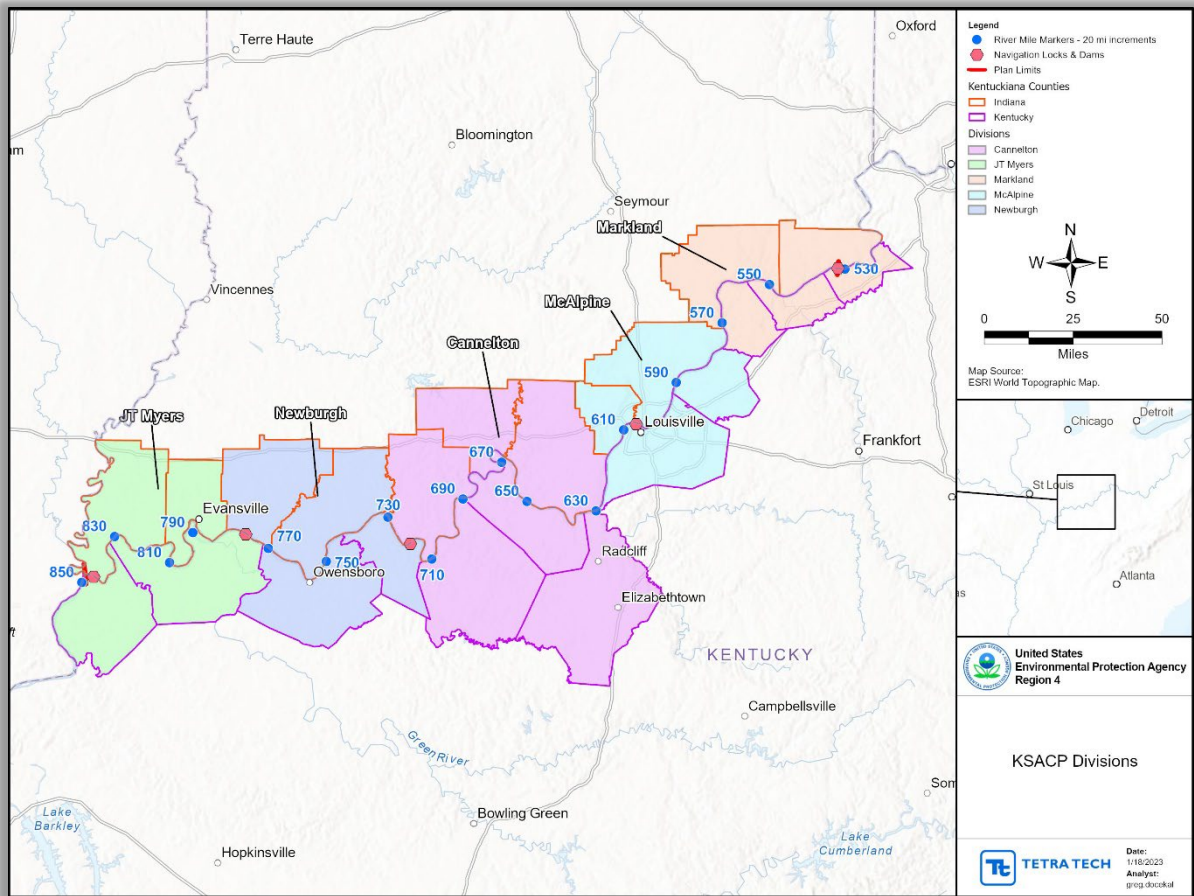 Terre Haute
Oxford
am
Bloomington
Seymour
Markland
550
530
Vincennes
570
McAlpine
Cannelton
590
JT Myers
Newburgh
610
Louisville
Frankfort
670
Evansville
690
650
630
730
830
790
770
810
750
710
Radcliff
850
Owensboro
Elizabethtown
KENTUCKY
Campbellsville
Green River
Som
Lake
Barkley
Bowling Green
Lake
Cumberland
Hopkinsville
Legend
River Mile Markers - 20 mi increments
Navigation Locks & Dams
Plan Limits
Kentuckiana Counties
Indiana
Kentucky
Divisions
Cannelton
JT Myers
Markland
McAlpine
Newburgh
N
W E
S
0 25 50
Miles
Map Source:
ESRI World Topographic Map.
Detroit
Chicago
St Louis
Atlanta
as
United States
Environmental Protection Agency
Region 4
KSACP Divisions
Tt TETRA TECH
Date:
1/18/2023
Analyst:
greg.docekal